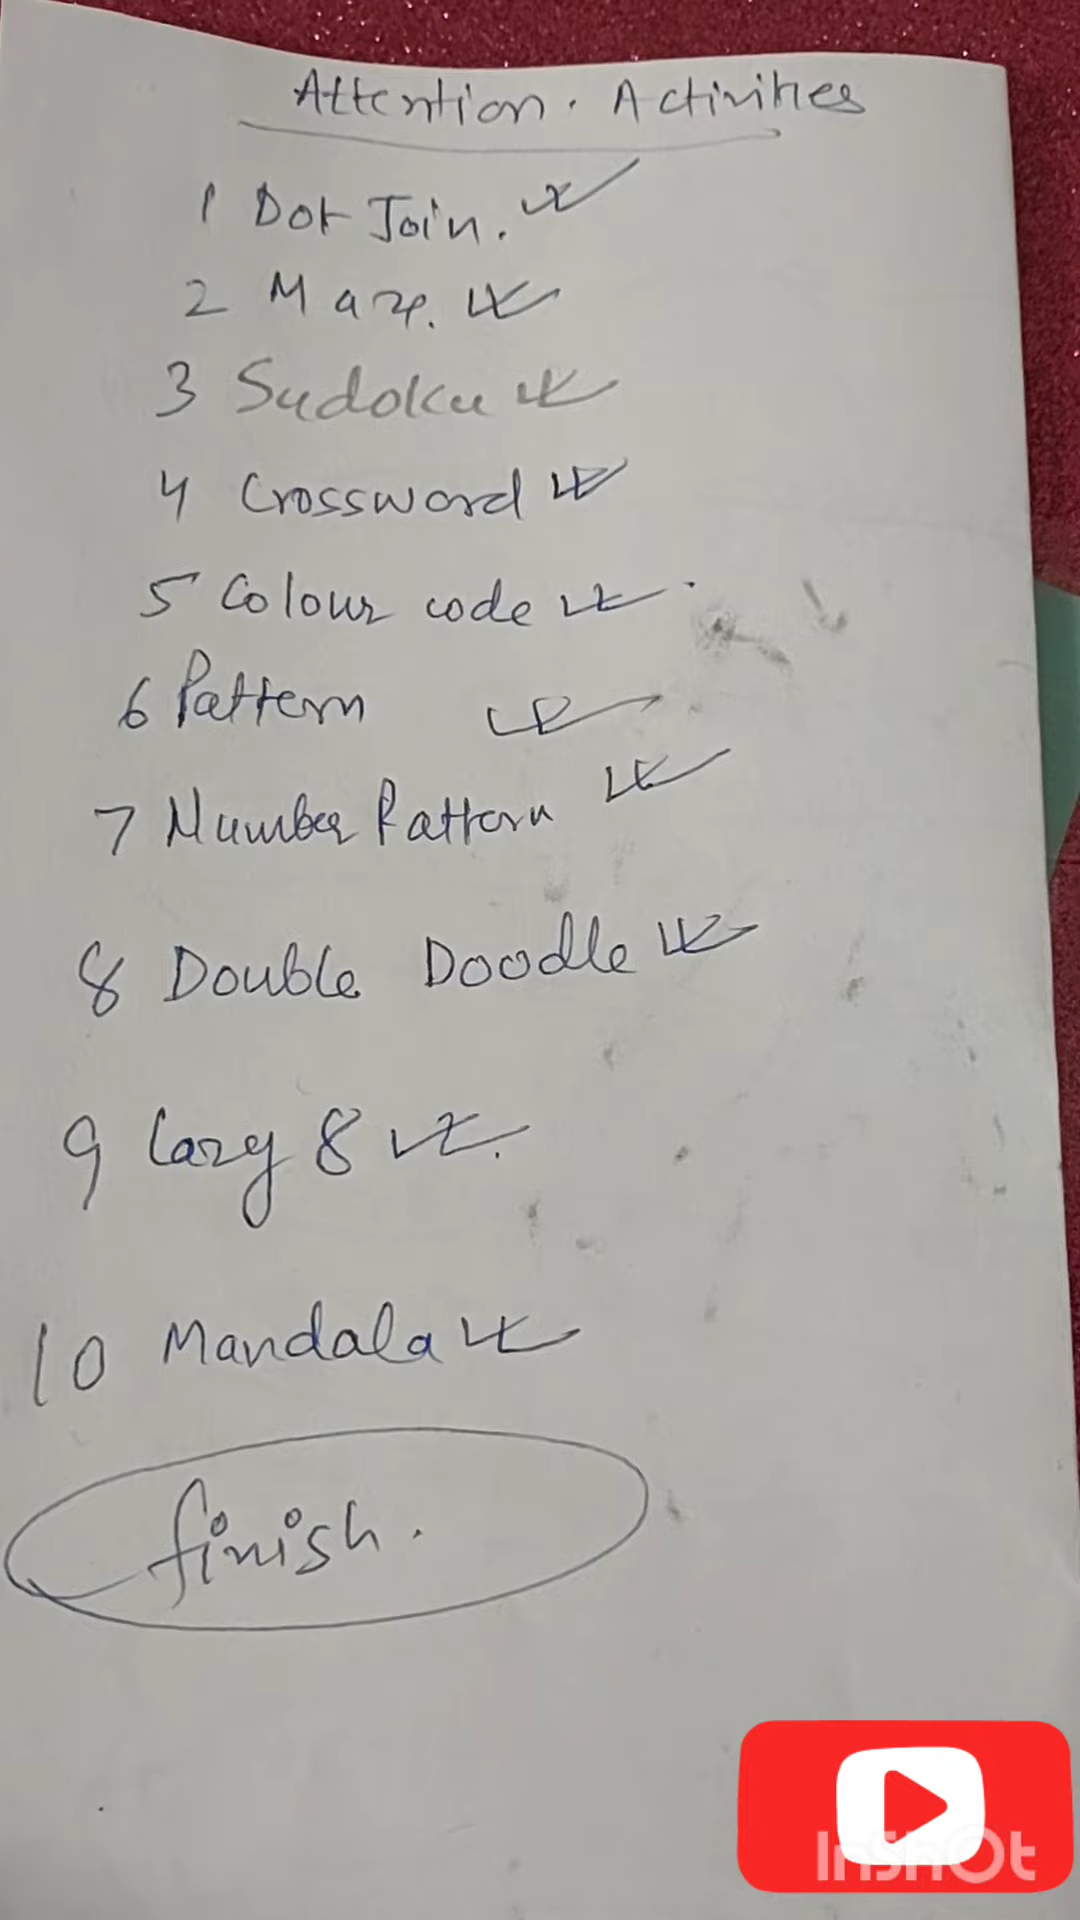 Attention. Activities
1 Dot Join.
2 Maze.
3 Sudoku
4 Crossword
5 Colour code
6 Pattern
7 Number Pattern
8 Double Doodle
9 Lazy 8
10 Mandala
finish.
InShOt